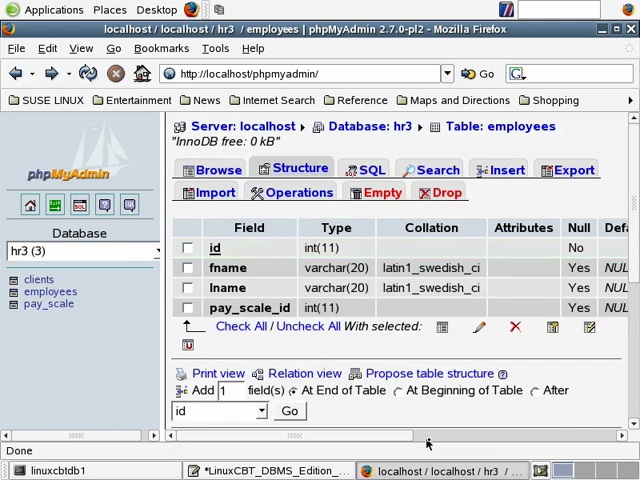 Applications Places Desktop
localhost / localhost / hr3 / employees | phpMyAdmin 2.7.0-pl2 - Mozilla Firefox
File Edit View Go Bookmarks Tools Help
http://localhost/phpmyadmin/ Go
SUSE LINUX Entertainment News Internet Search Reference Maps and Directions Shopping
phpMyAdmin
SQL
Database
hr3 (3)
clients
employees
pay_scale
Server: localhost Database: hr3 Table: employees
"InnoDB free: 0 kB"
Browse Structure SQL Search Insert Export
Import Operations Empty Drop
Field Type Collation Attributes Null Defa
id int(11) No
fname varchar(20) latin1_swedish_ci Yes NUL
lname varchar(20) latin1_swedish_ci Yes NUL
pay_scale_id int(11) Yes NUL
Check All / Uncheck All With selected:
Print view Relation view Propose table structure
Add 1 field(s) At End of Table At Beginning of Table After
id Go
Done
linuxcbtdb1 *LinuxCBT_DBMS_Edition_... localhost / localhost / hr3 / ...